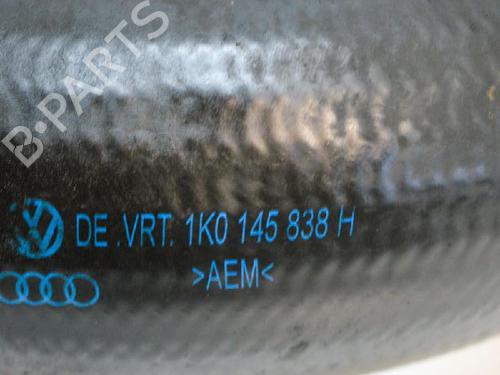 B-PARTS
DE .VRT. 1K0 145 838 H
>AEM<